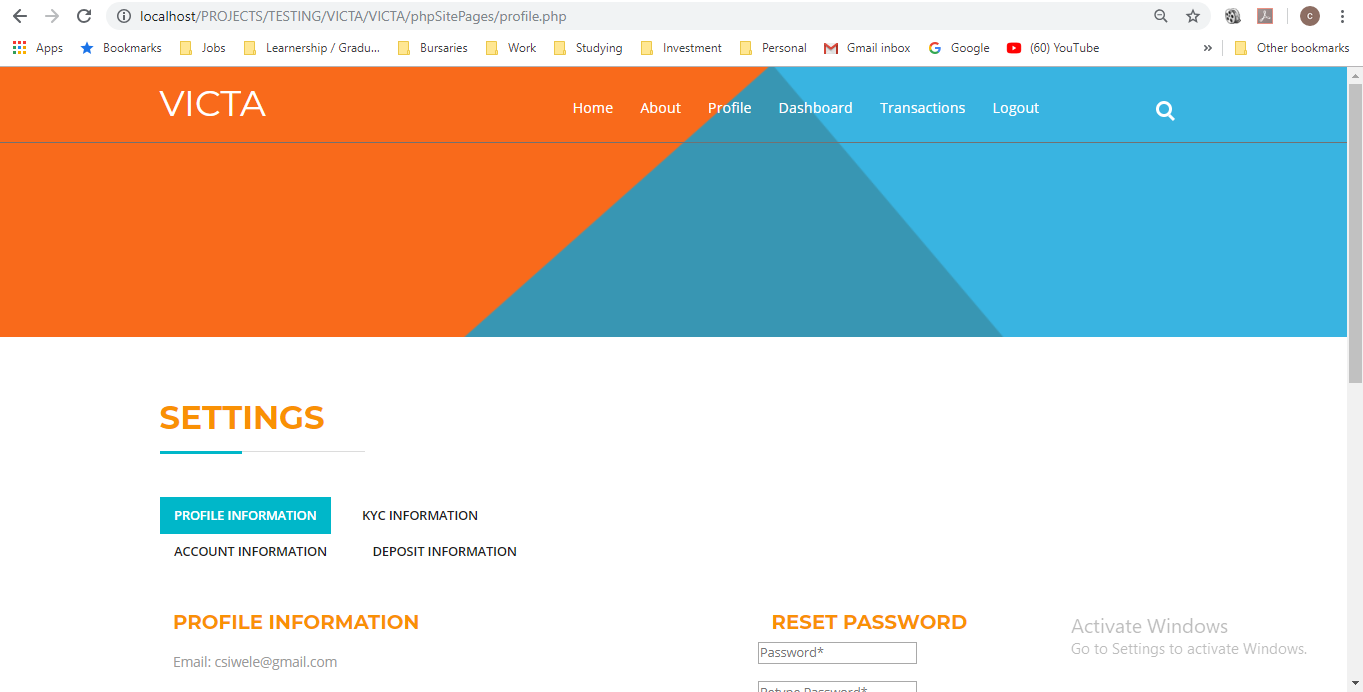 localhost/PROJECTS/TESTING/VICTA/VICTA/phpSitePages/profile.php
C
Apps Bookmarks Jobs Learnership / Gradu... Bursaries Work Studying Investment Personal Gmail inbox Google (60) YouTube » Other bookmarks
VICTA Home About Profile Dashboard Transactions Logout
SETTINGS
PROFILE INFORMATION KYC INFORMATION
ACCOUNT INFORMATION DEPOSIT INFORMATION
PROFILE INFORMATION RESET PASSWORD
Password*
Email: csiwele@gmail.com
Retype Password*
Activate Windows
Go to Settings to activate Windows.